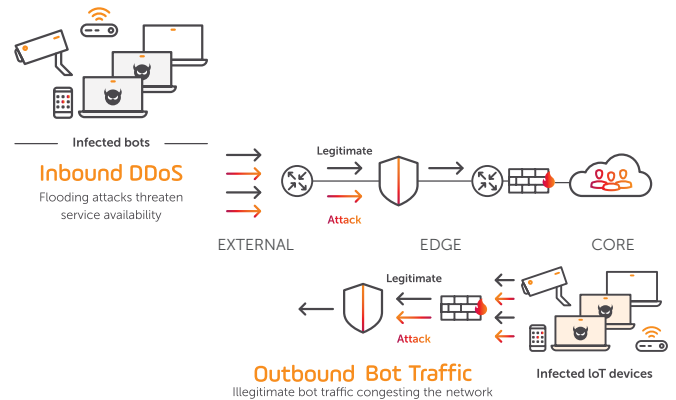 Infected bots
Inbound DDoS
Flooding attacks threaten
service availability
Legitimate
Attack
EXTERNAL
EDGE
CORE
Legitimate
Attack
Infected loT devices
Outbound Bot Traffic
Illegitimate bot traffic congesting the network